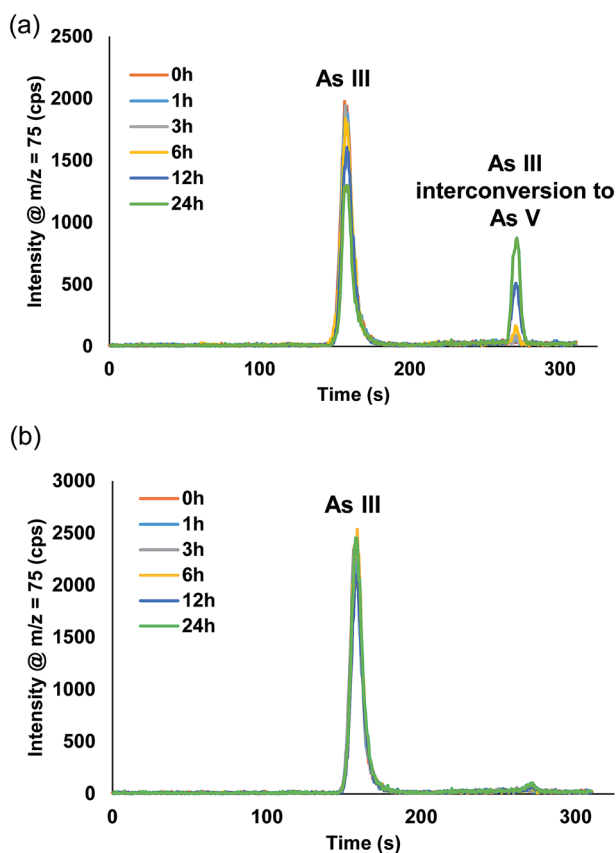 (a)
2500
2000
1500
1000
500
0
Intensity @ m/z = 75 (cps)
0h
1h
3h
6h
12h
24h
As III
As III
interconversion to
As V
0 100 200 300
Time (s)
(b)
3000
2500
2000
1500
1000
500
0
Intensity @ m/z = 75 (cps)
0h
1h
3h
6h
12h
24h
As III
0 100 200 300
Time (s)